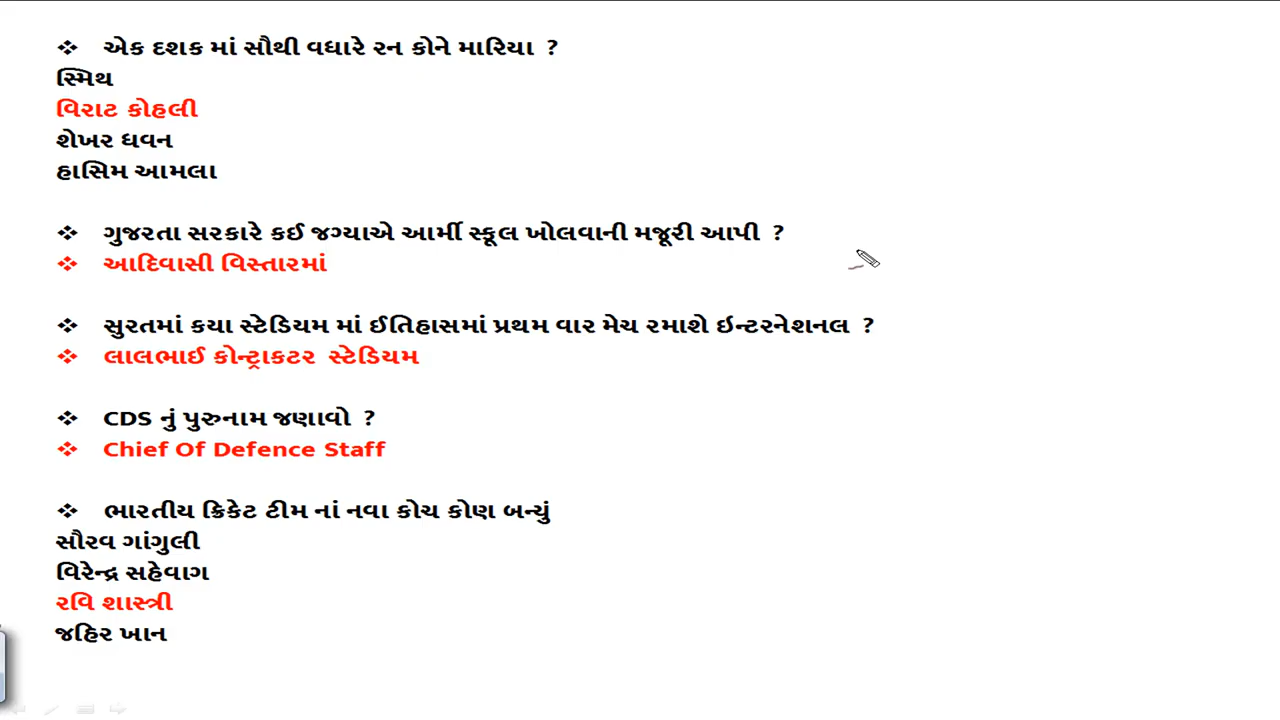 ❖ એક દશક માં સૌથી વધારે રન કોને મારિયા ?
સ્મિથ
વિરાટ કોહલી
શેખર ધવન
હાસિમ આમલા
❖ ગુજરતા સરકારે કઈ જગ્યાએ આર્મી સ્કૂલ ખોલવાની મજૂરી આપી ?
❖ આદિવાસી વિસ્તારમાં
❖ સુરતમાં કયા સ્ટેડિયમ માં ઈતિહાસમાં પ્રથમ વાર મેચ રમાશે ઇન્ટરનેશનલ ?
❖ લાલભાઈ કોન્ટ્રાકટર સ્ટેડિયમ
❖ CDS નું પુરુનામ જણાવો ?
❖ Chief Of Defence Staff
❖ ભારતીય ક્રિકેટ ટીમ નાં નવા કોચ કોણ બન્યું
સૌરવ ગાંગુલી
વિરેન્દ્ર સહેવાગ
રવિ શાસ્ત્રી
જહિર ખાન